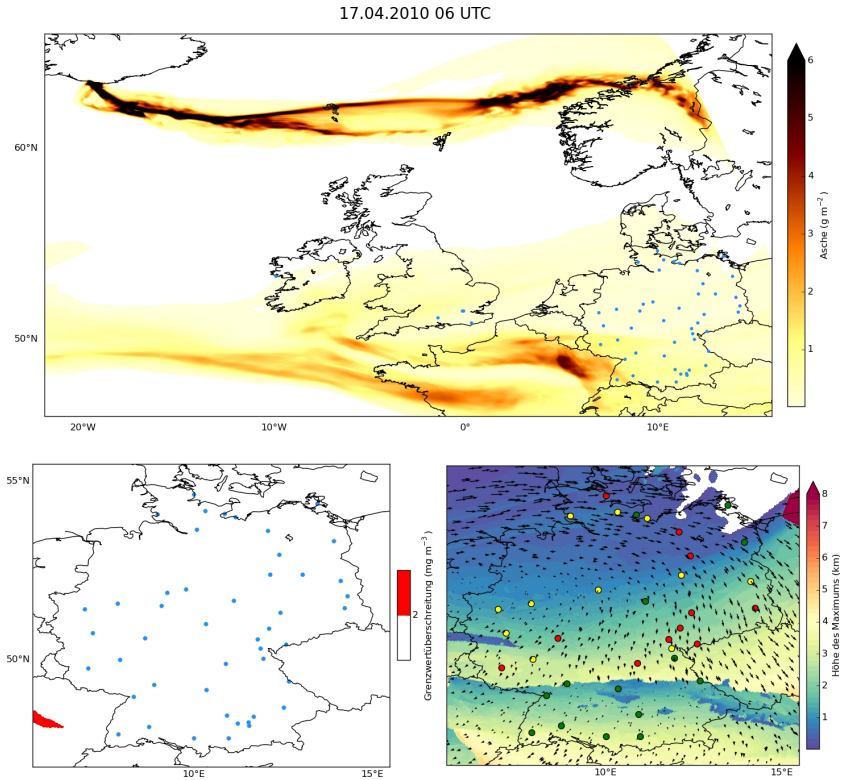 17.04.2010 06 UTC
60°N
50°N
20°W
10°W
0°
10°E
6
5
4
3
2
1
Asche (g m⁻²)
55°N
50°N
10°E
15°E
2
Grenzwertüberschreitung (mg m⁻³)
10°E
15°E
8
7
6
5
4
3
2
1
Höhe des Maximums (km)